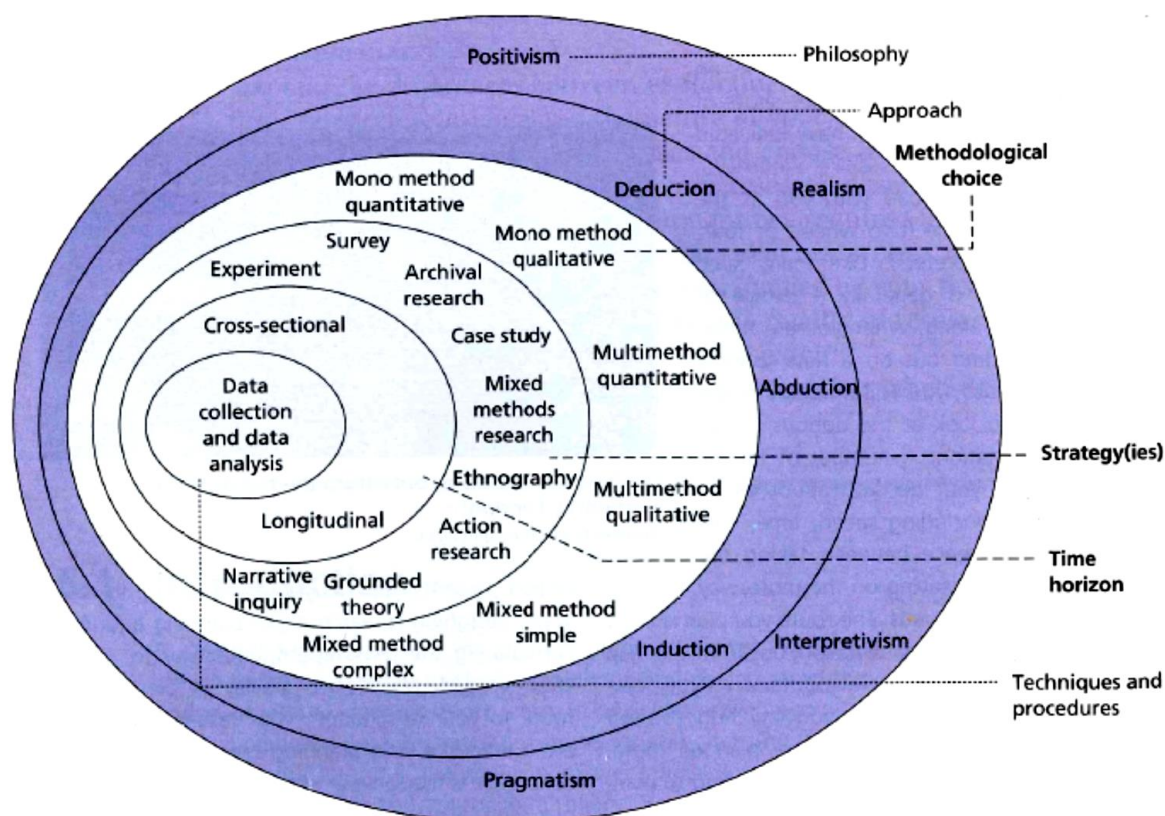 Positivism
Philosophy
Approach
Methodological
choice
Mono method
quantitative
Deduction
Realism
Survey
Mono method
qualitative
Experiment
Archival
research
Cross-sectional
Case study
Multimethod
quantitative
Data
collection
and data
analysis
Mixed
methods
research
Abduction
Strategy(ies)
Ethnography
Multimethod
qualitative
Longitudinal
Action
research
Time
horizon
Narrative
inquiry
Grounded
theory
Mixed method
simple
Mixed method
complex
Induction
Interpretivism
Techniques and
procedures
Pragmatism